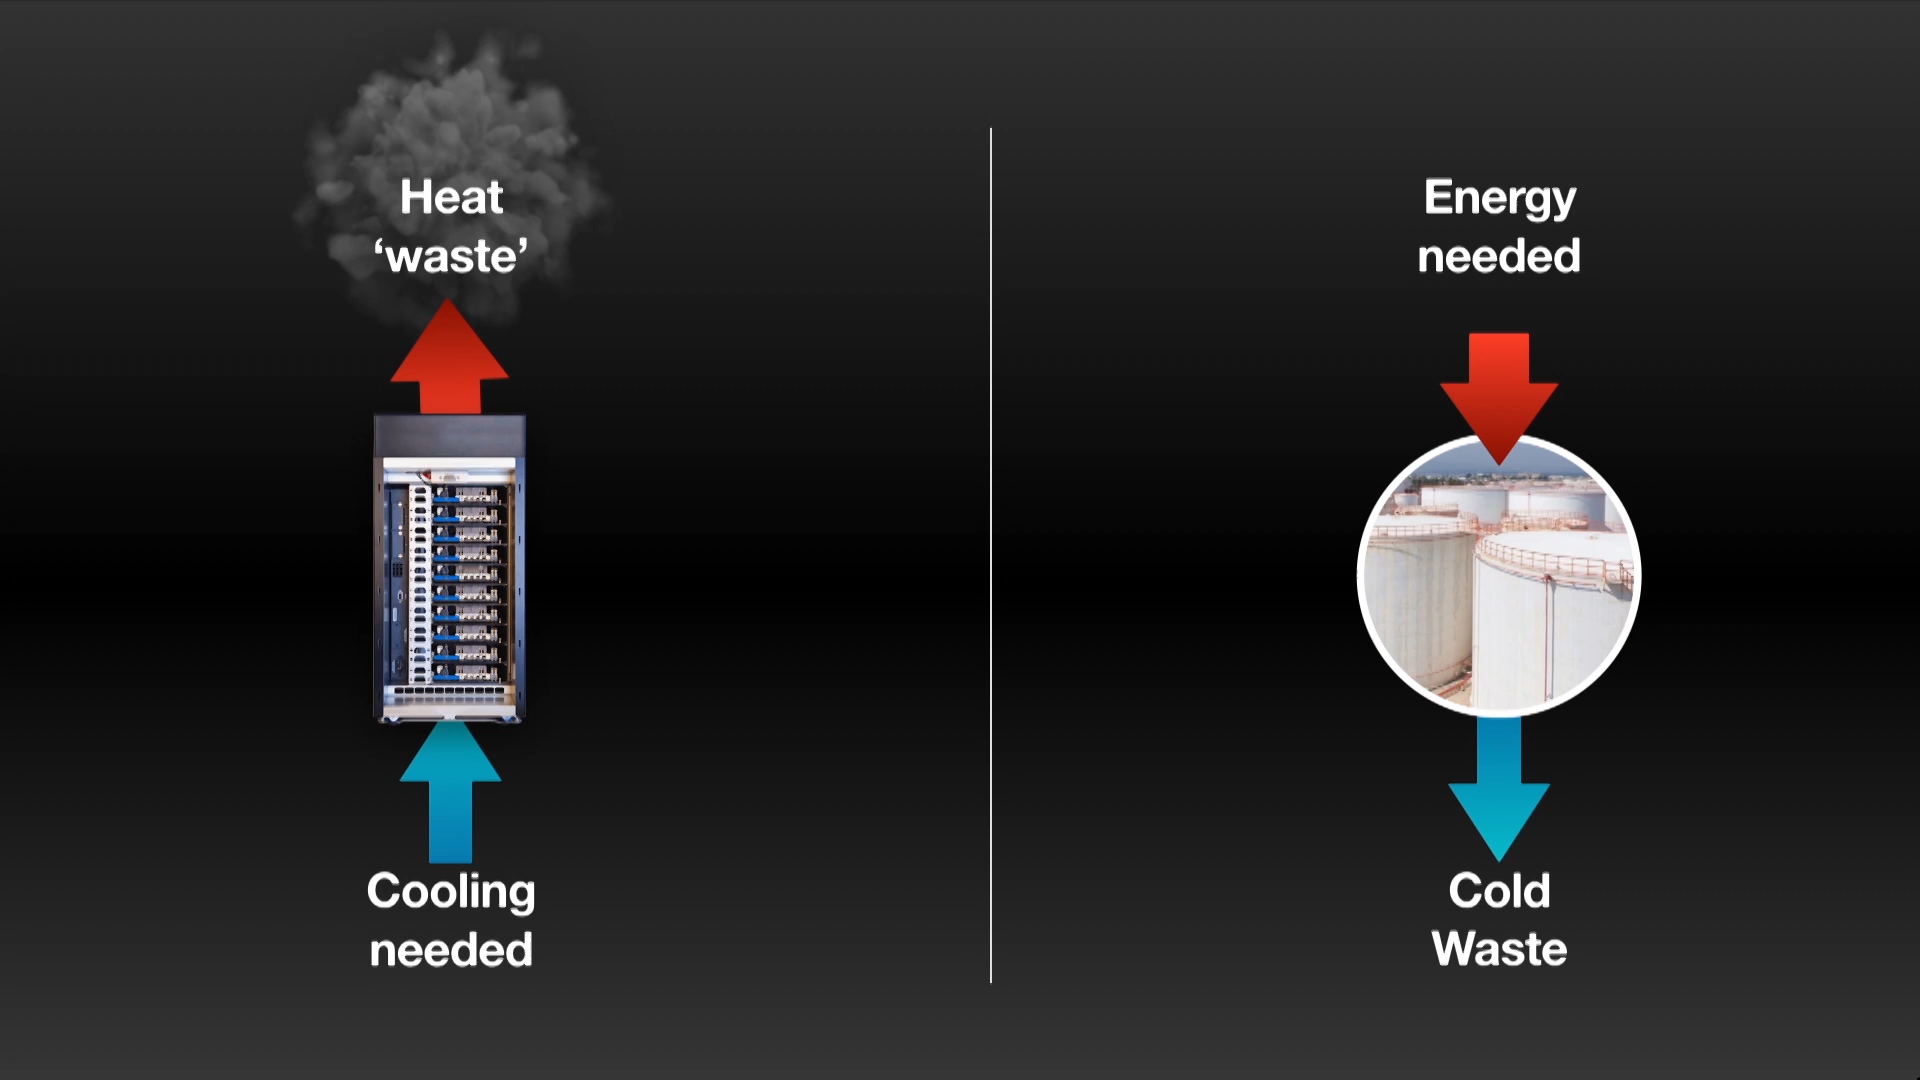 Heat
‘waste’
Cooling
needed
Energy
needed
Cold
Waste